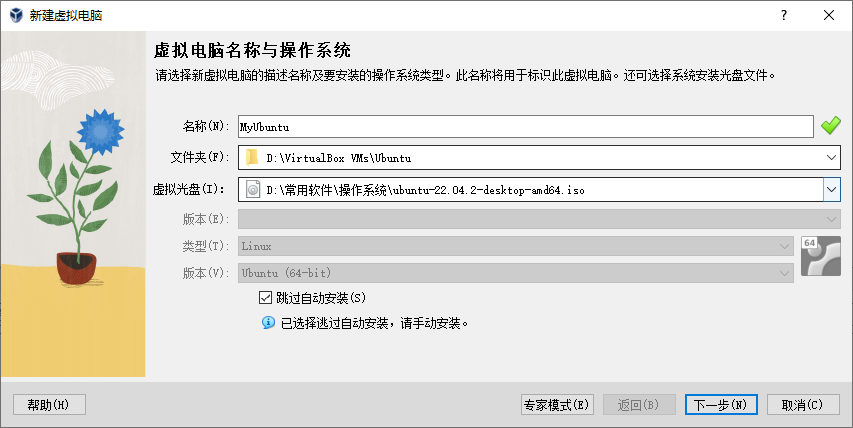 新建虚拟电脑
虚拟电脑名称与操作系统
请选择新虚拟电脑的描述名称及要安装的操作系统类型。此名称将用于标识此虚拟电脑。还可选择系统安装光盘文件。
名称(N): MyUbuntu
文件夹(F): D:\VirtualBox VMs\Ubuntu
虚拟光盘(I): D:\常用软件\操作系统\ubuntu-22.04.2-desktop-amd64.iso
版本(E):
类型(T): Linux
64
版本(V): Ubuntu (64-bit)
跳过自动安装(S)
已选择逃过自动安装，请手动安装。
帮助(H) 专家模式(E) 返回(B) 下一步(N) 取消(C)